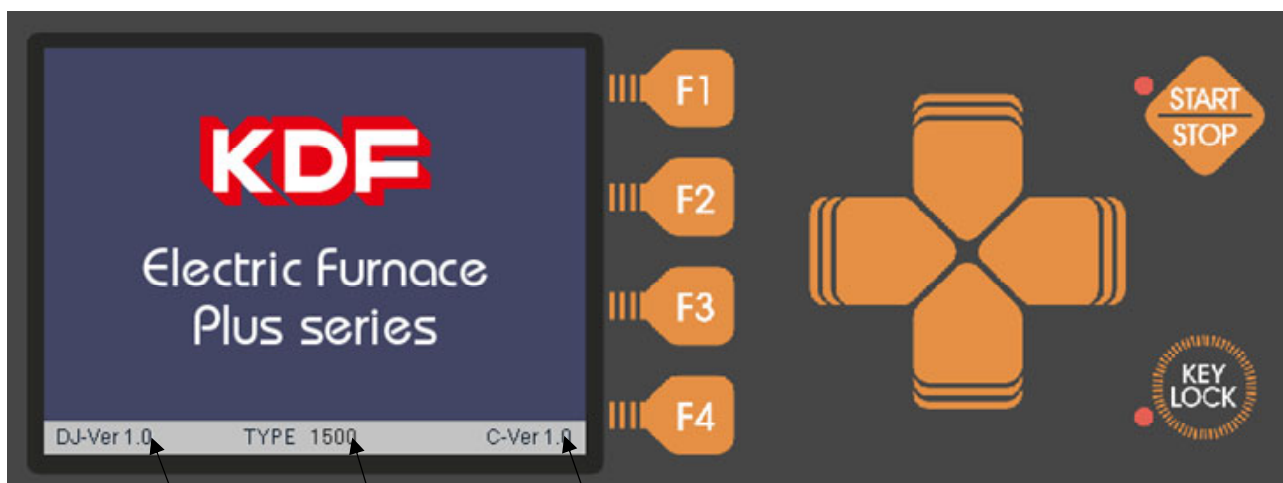 KDF
Electric Furnace
Plus series
DJ-Ver 1.0
TYPE 1500
C-Ver 1.0
F1
F2
F3
F4
START
STOP
KEY
LOCK